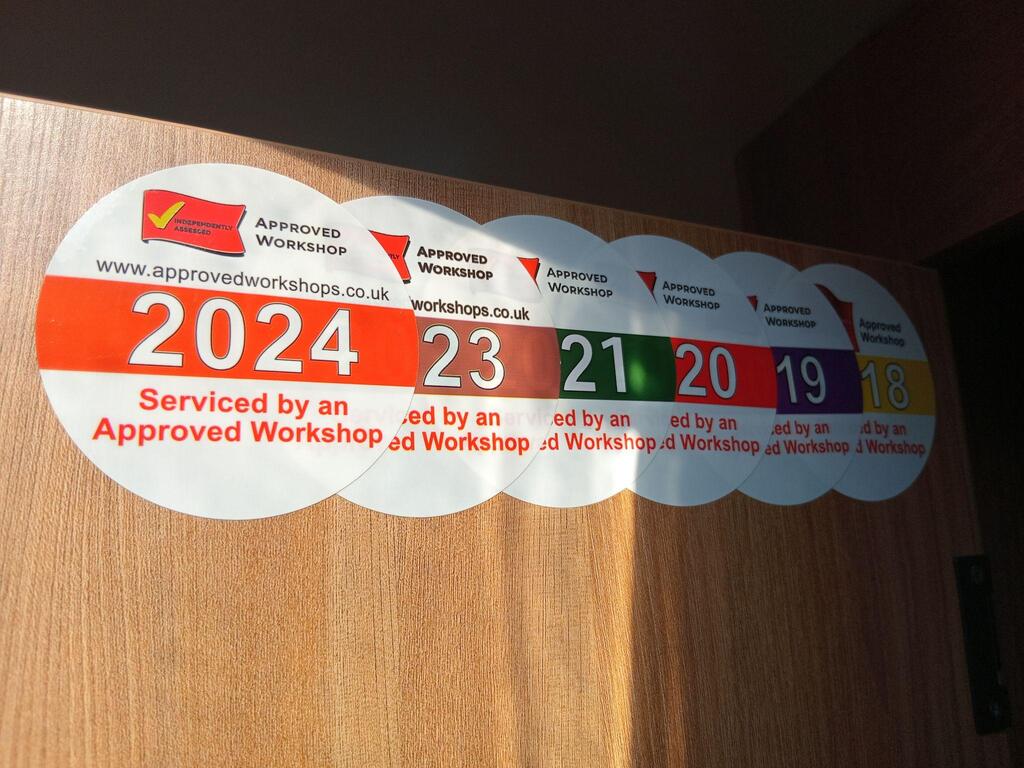 INDEPENDENTLY
ASSESSED
APPROVED
WORKSHOP
www.approvedworkshops.co.uk
2024
Serviced by an
Approved Workshop
APPROVED
WORKSHOP
workshops.co.uk
23
ced by an
ed Workshop
APPROVED
WORKSHOP
21
ed by an
ed Workshop
APPROVED
WORKSHOP
20
ed by an
ed Workshop
APPROVED
WORKSHOP
19
ed by an
ed Workshop
Approved
Workshop
18
ed by an
d Workshop